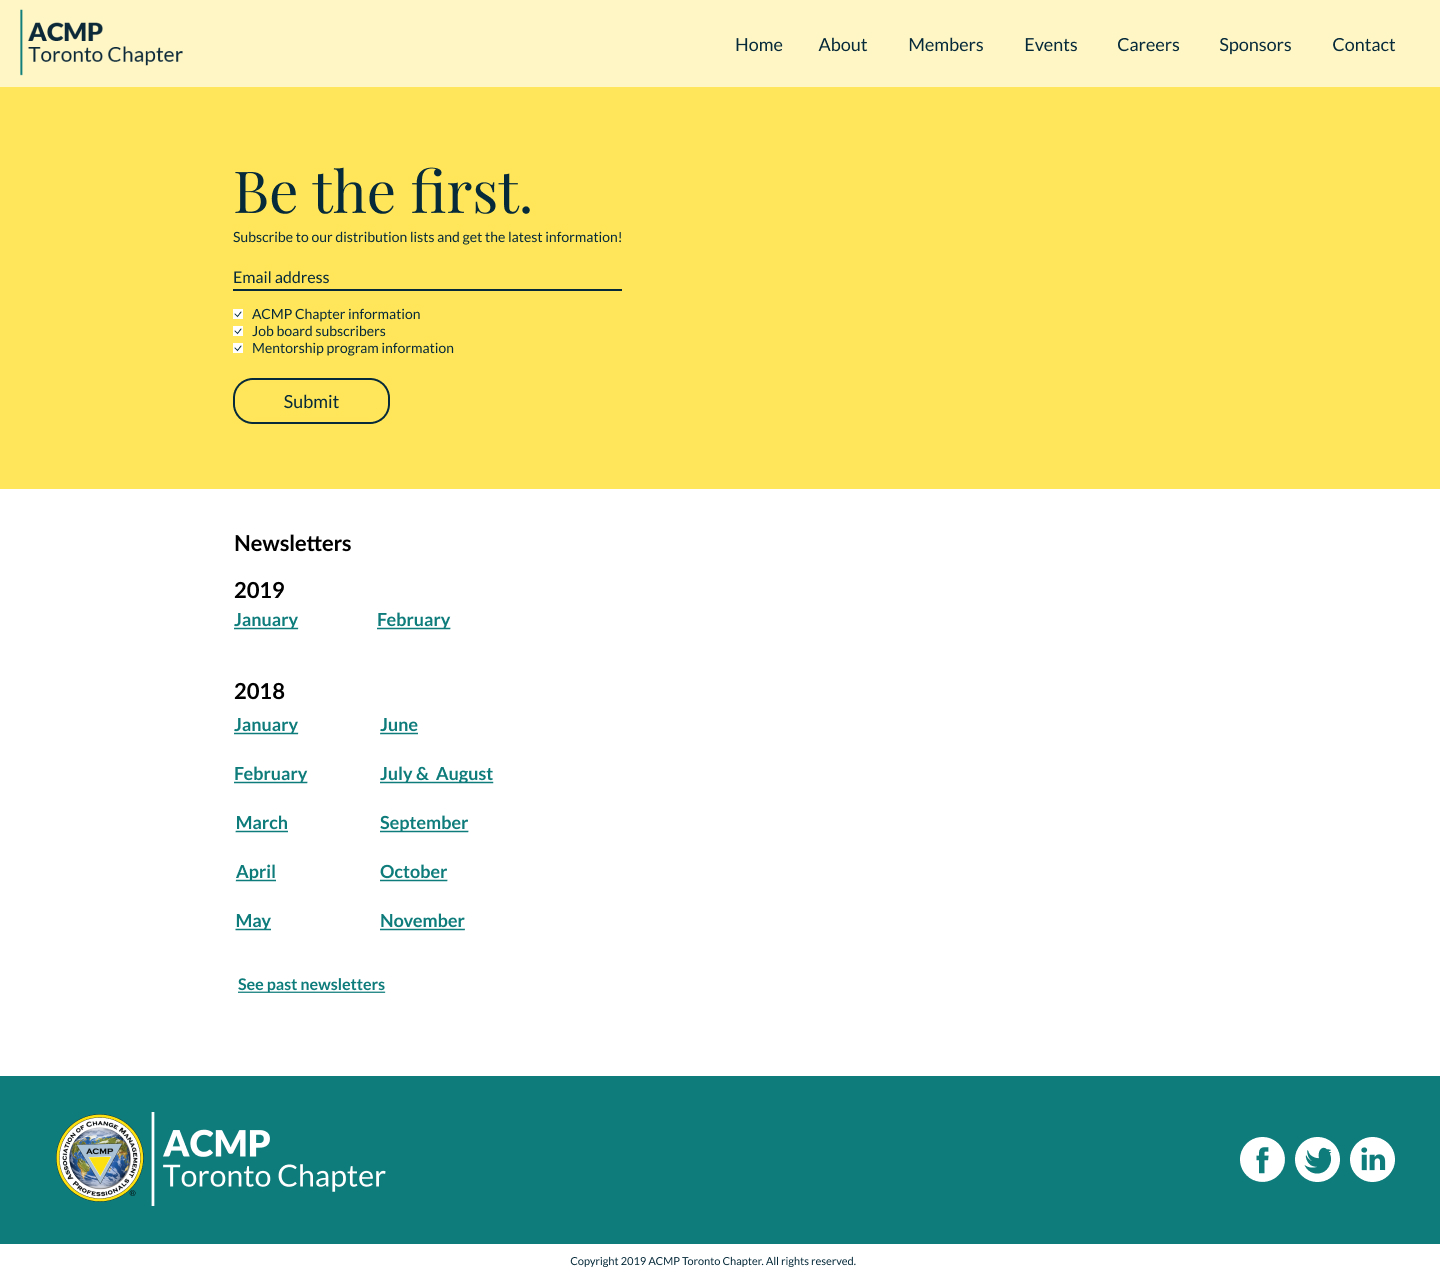 ACMP
Toronto Chapter
Home About Members Events Careers Sponsors Contact
Be the first.
Subscribe to our distribution lists and get the latest information!
Email address
ACMP Chapter information
Job board subscribers
Mentorship program information
Submit
Newsletters
2019
January February
2018
January June
February July & August
March September
April October
May November
See past newsletters
ASSOCIATION OF CHANGE MANAGEMENT PROFESSIONALS
ACMP
®
ACMP
Toronto Chapter
f
in
Copyright 2019 ACMP Toronto Chapter. All rights reserved.